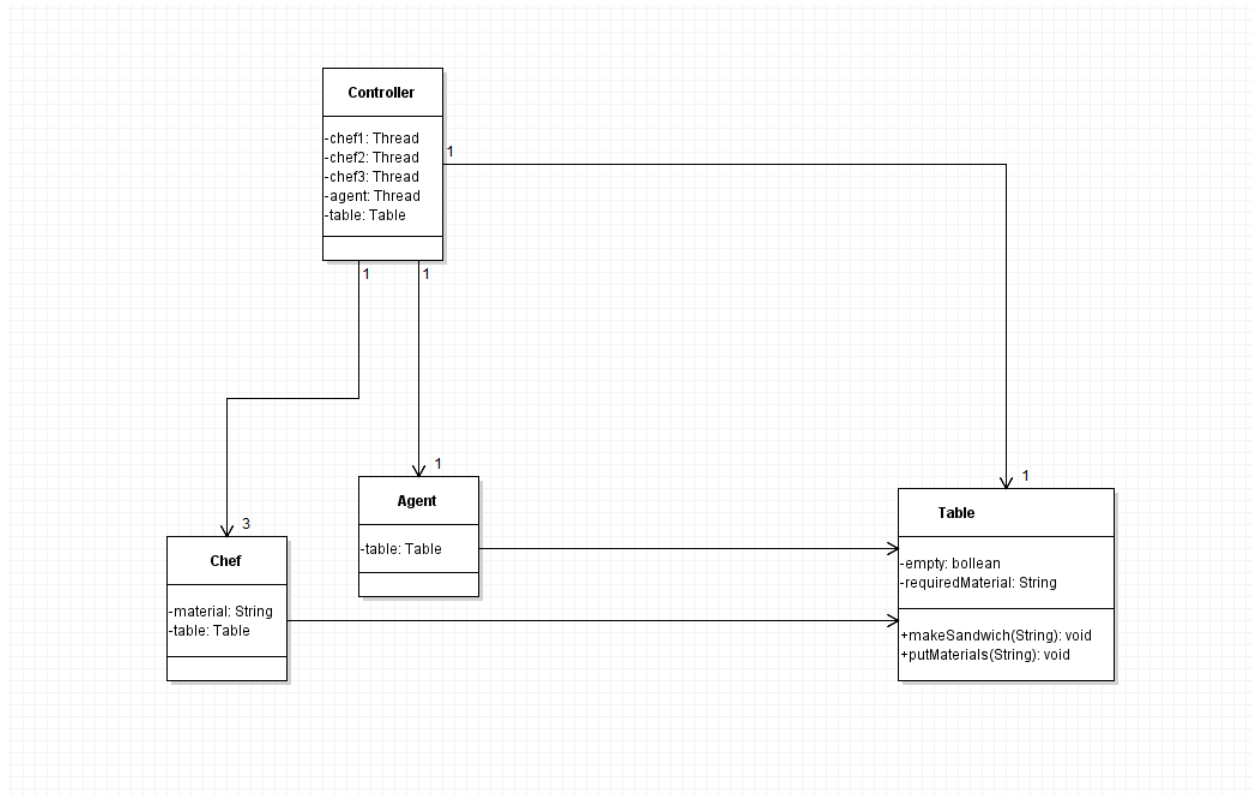 Controller
-chef1: Thread
-chef2: Thread
-chef3: Thread
-agent: Thread
-table: Table
1
1
1
1
3
1
Agent
-table: Table
Chef
-material: String
-table: Table
Table
-empty: bollean
-requiredMaterial: String
+makeSandwich(String): void
+putMaterials(String): void